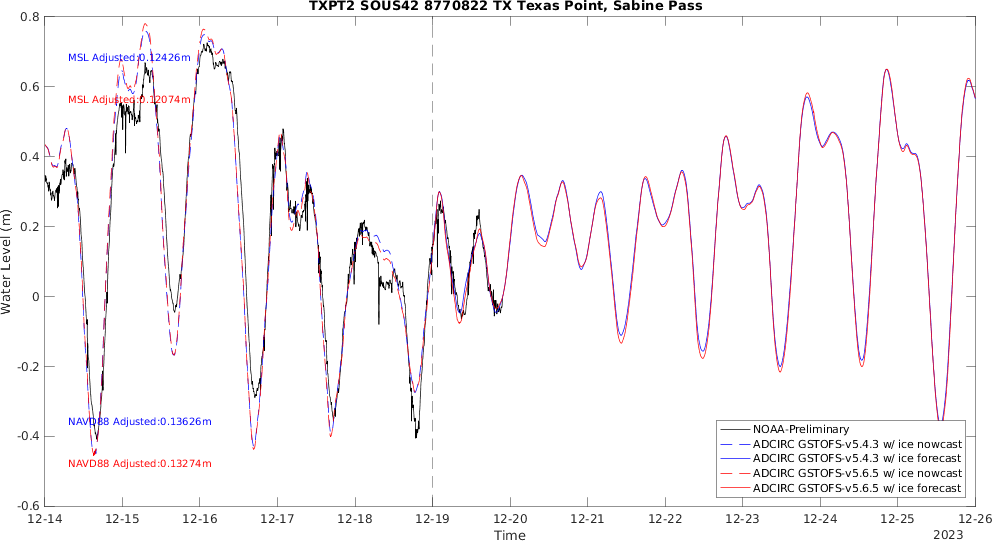 TXPT2 SOUS42 8770822 TX Texas Point, Sabine Pass
0.8
0.6
0.4
0.2
0
-0.2
-0.4
-0.6
Water Level (m)
MSL Adjusted:0.12426m
MSL Adjusted:0.12074m
NAVD88 Adjusted:0.13626m
NAVD88 Adjusted:0.13274m
NOAA-Preliminary
ADCIRC GSTOFS-v5.4.3 w/ ice nowcast
ADCIRC GSTOFS-v5.4.3 w/ ice forecast
ADCIRC GSTOFS-v5.6.5 w/ ice nowcast
ADCIRC GSTOFS-v5.6.5 w/ ice forecast
12-14 12-15 12-16 12-17 12-18 12-19 12-20 12-21 12-22 12-23 12-24 12-25 12-26
Time
2023